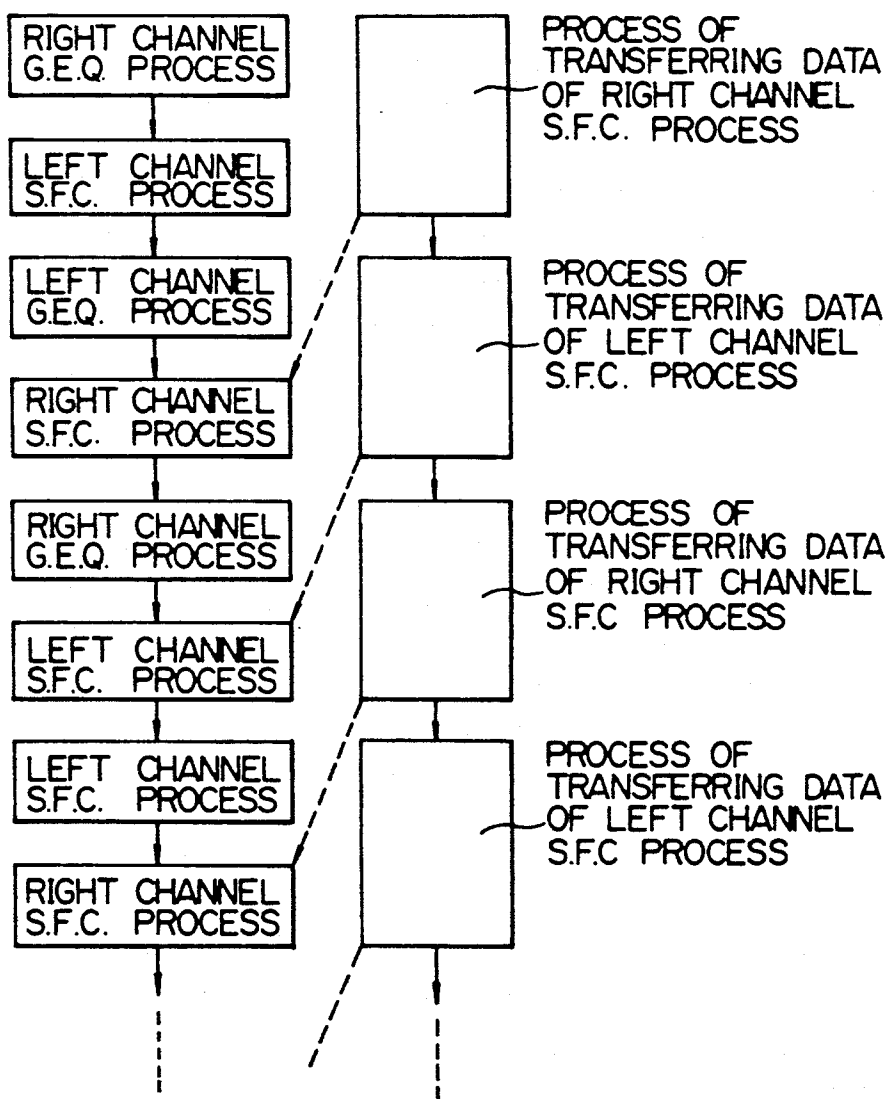 RIGHT CHANNEL
G.E.Q. PROCESS
LEFT CHANNEL
S.F.C. PROCESS
LEFT CHANNEL
G.E.Q. PROCESS
RIGHT CHANNEL
S.F.C. PROCESS
RIGHT CHANNEL
G.E.Q. PROCESS
LEFT CHANNEL
S.F.C. PROCESS
LEFT CHANNEL
S.F.C. PROCESS
RIGHT CHANNEL
S.F.C. PROCESS
PROCESS OF
TRANSFERRING DATA
OF RIGHT CHANNEL
S.F.C. PROCESS
PROCESS OF
TRANSFERRING DATA
OF LEFT CHANNEL
S.F.C. PROCESS
PROCESS OF
TRANSFERRING DATA
OF RIGHT CHANNEL
S.F.C PROCESS
PROCESS OF
TRANSFERRING DATA
OF LEFT CHANNEL
S.F.C PROCESS